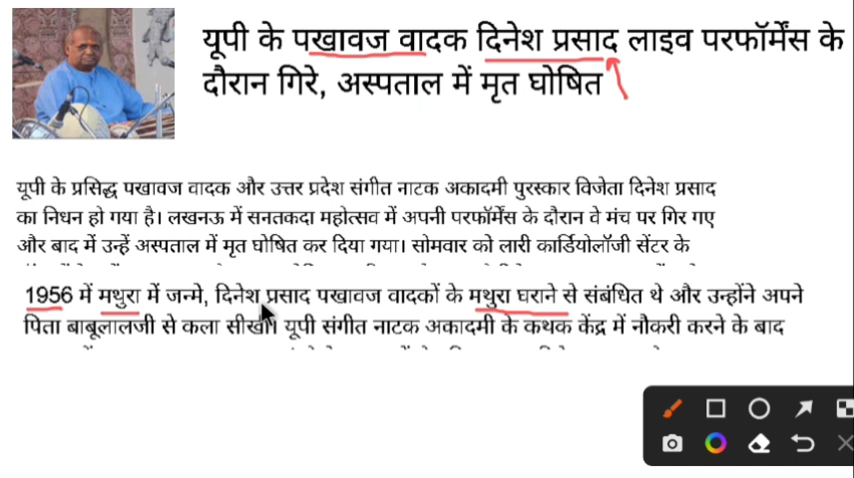 यूपी के पखावज वादक दिनेश प्रसाद लाइव परफॉर्मेंस के
दौरान गिरे, अस्पताल में मृत घोषित
यूपी के प्रसिद्ध पखावज वादक और उत्तर प्रदेश संगीत नाटक अकादमी पुरस्कार विजेता दिनेश प्रसाद
का निधन हो गया है। लखनऊ में सनतकदा महोत्सव में अपनी परफॉर्मेंस के दौरान वे मंच पर गिर गए
और बाद में उन्हें अस्पताल में मृत घोषित कर दिया गया। सोमवार को लारी कार्डियोलॉजी सेंटर के
1956 में मथुरा में जन्मे, दिनेश प्रसाद पखावज वादकों के मथुरा घराने से संबंधित थे और उन्होंने अपने
पिता बाबूलालजी से कला सीखी। यूपी संगीत नाटक अकादमी के कथक केंद्र में नौकरी करने के बाद